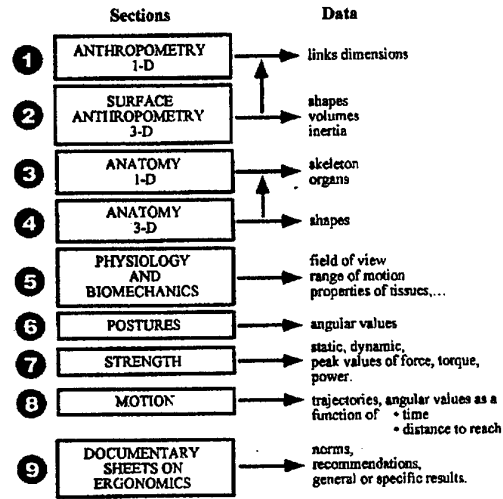 Sections Data
1 ANTHROPOMETRY
1-D
links dimensions
2 SURFACE
ANTHROPOMETRY
3-D
shapes
volumes
inertia
3 ANATOMY
1-D
skeleton
organs
4 ANATOMY
3-D
shapes
5 PHYSIOLOGY
AND
BIOMECHANICS
field of view
range of motion
properties of tissues,...
6 POSTURES
angular values
7 STRENGTH
static, dynamic,
peak values of force, torque,
power.
8 MOTION
trajectories, angular values as a
function of • time
• distance to reach
9 DOCUMENTARY
SHEETS ON
ERGONOMICS
norms,
recommendations,
general or specific results.